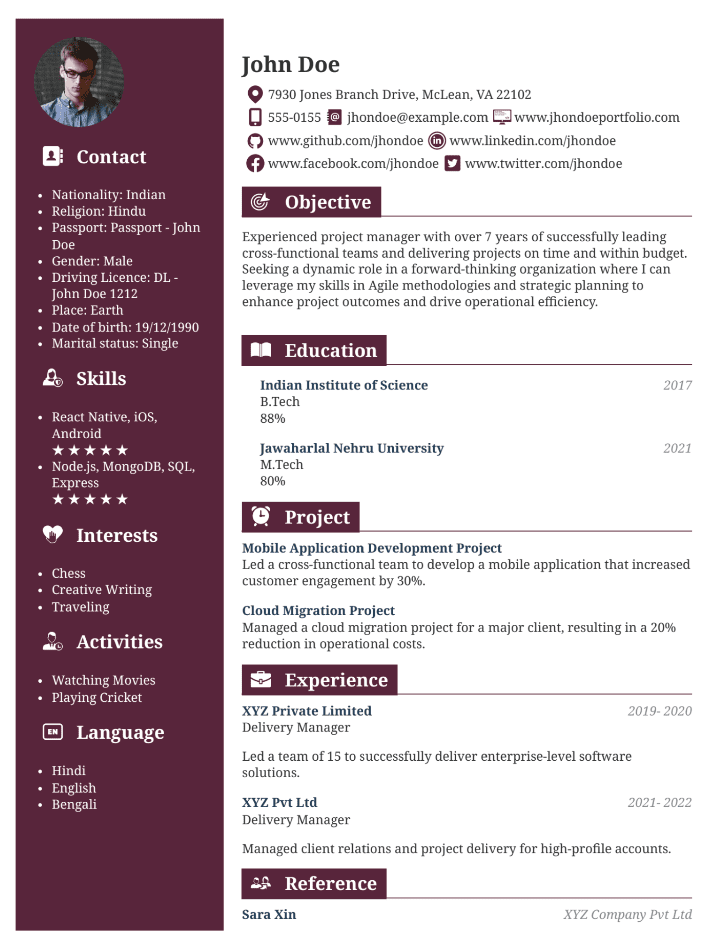 Contact
Nationality: Indian
Religion: Hindu
Passport: Passport - John
Doe
Gender: Male
Driving Licence: DL -
John Doe 1212
Place: Earth
Date of birth: 19/12/1990
Marital status: Single
Skills
React Native, iOS,
Android
★★★★★
Node.js, MongoDB, SQL,
Express
★★★★★
Interests
Chess
Creative Writing
Traveling
Activities
Watching Movies
Playing Cricket
EN Language
Hindi
English
Bengali
John Doe
7930 Jones Branch Drive, McLean, VA 22102
555-0155 jhondoe@example.com www.jhondoeportfolio.com
www.github.com/jhondoe www.linkedin.com/jhondoe
www.facebook.com/jhondoe www.twitter.com/jhondoe
Objective
Experienced project manager with over 7 years of successfully leading
cross-functional teams and delivering projects on time and within budget.
Seeking a dynamic role in a forward-thinking organization where I can
leverage my skills in Agile methodologies and strategic planning to
enhance project outcomes and drive operational efficiency.
Education
Indian Institute of Science 2017
B.Tech
88%
Jawaharlal Nehru University 2021
M.Tech
80%
Project
Mobile Application Development Project
Led a cross-functional team to develop a mobile application that increased
customer engagement by 30%.
Cloud Migration Project
Managed a cloud migration project for a major client, resulting in a 20%
reduction in operational costs.
Experience
XYZ Private Limited 2019- 2020
Delivery Manager
Led a team of 15 to successfully deliver enterprise-level software
solutions.
XYZ Pvt Ltd 2021- 2022
Delivery Manager
Managed client relations and project delivery for high-profile accounts.
Reference
Sara Xin XYZ Company Pvt Ltd